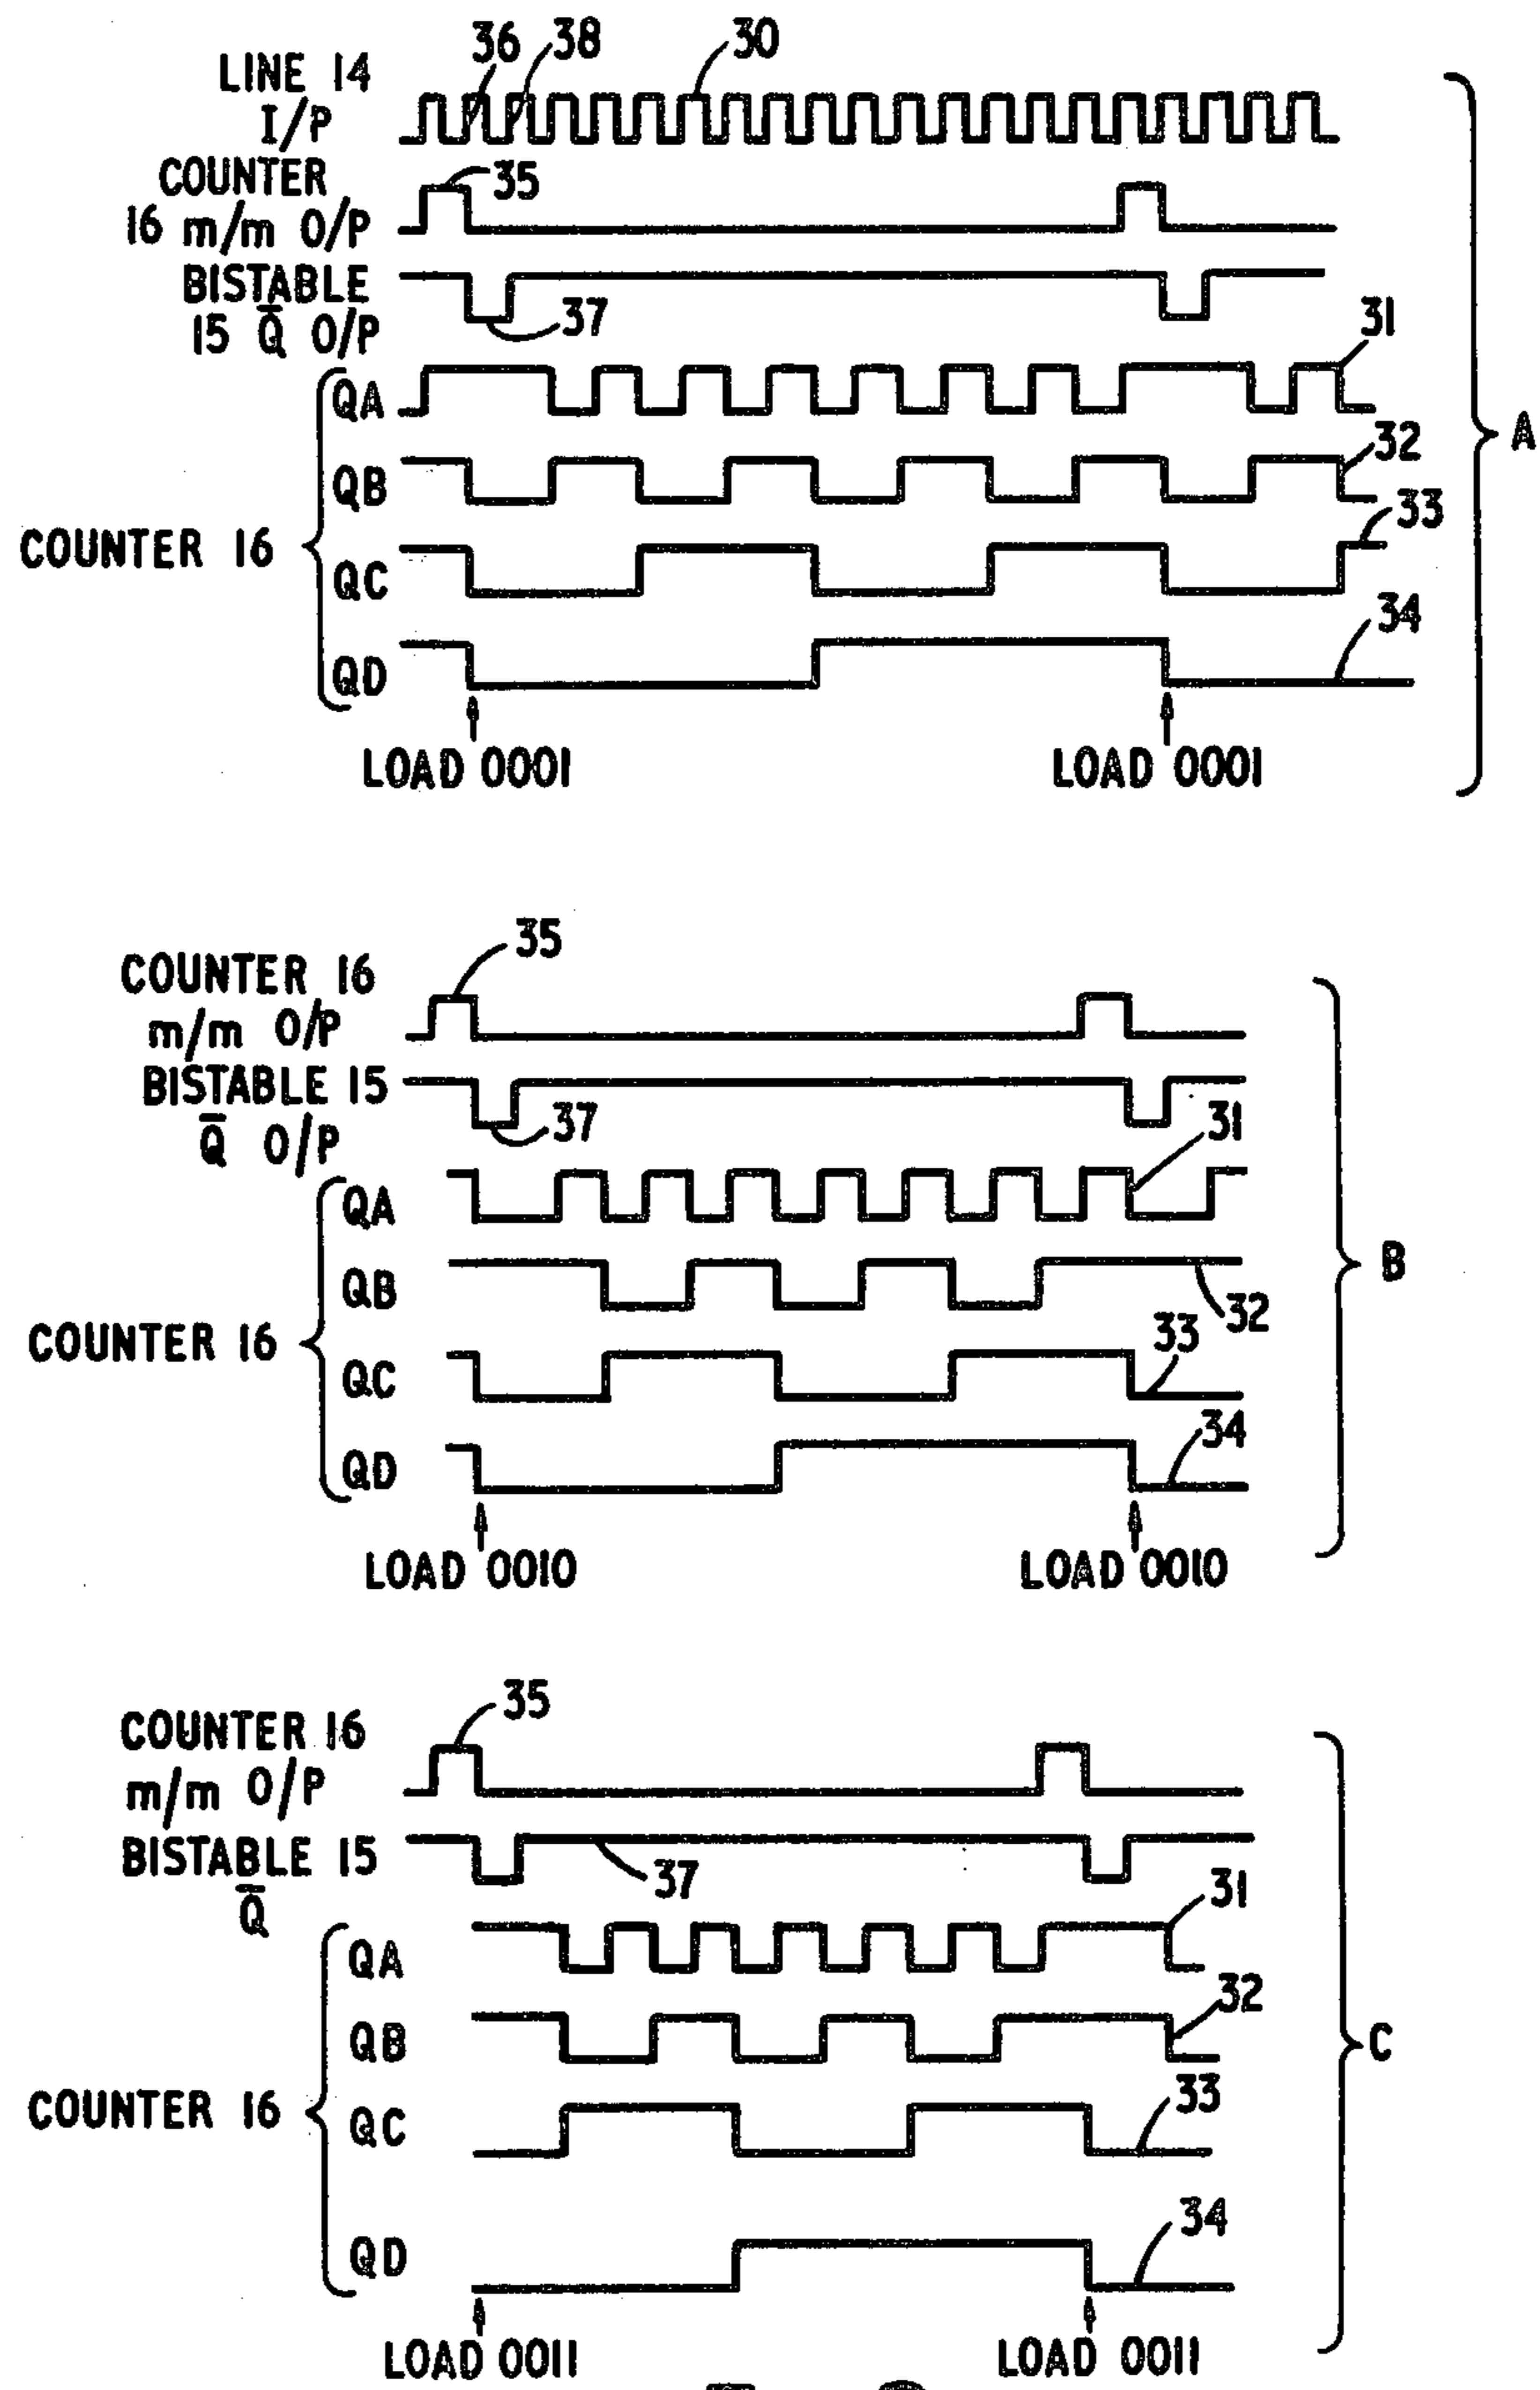 36 38 30
LINE 14
I/P
COUNTER
16 m/m O/P
35
BISTABLE
15 Q̄ O/P
37
31
QA
32
QB
33
COUNTER 16
QC
34
QD
A
LOAD 0001
LOAD 0001
35
COUNTER 16
m/m O/P
BISTABLE 15
Q̄ O/P
37
31
QA
QB
32
B
COUNTER 16
33
QC
34
QD
LOAD 0010
LOAD 0010
35
COUNTER 16
m/m O/P
BISTABLE 15
Q̄
37
31
QA
32
QB
C
33
COUNTER 16
QC
34
QD
LOAD 0011
LOAD 0011